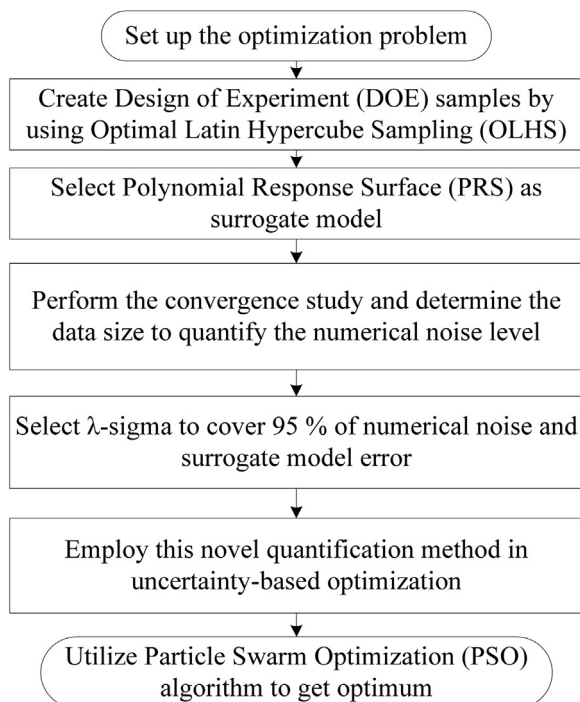 Set up the optimization problem
Create Design of Experiment (DOE) samples by
using Optimal Latin Hypercube Sampling (OLHS)
Select Polynomial Response Surface (PRS) as
surrogate model
Perform the convergence study and determine the
data size to quantify the numerical noise level
Select λ-sigma to cover 95 % of numerical noise and
surrogate model error
Employ this novel quantification method in
uncertainty-based optimization
Utilize Particle Swarm Optimization (PSO)
algorithm to get optimum